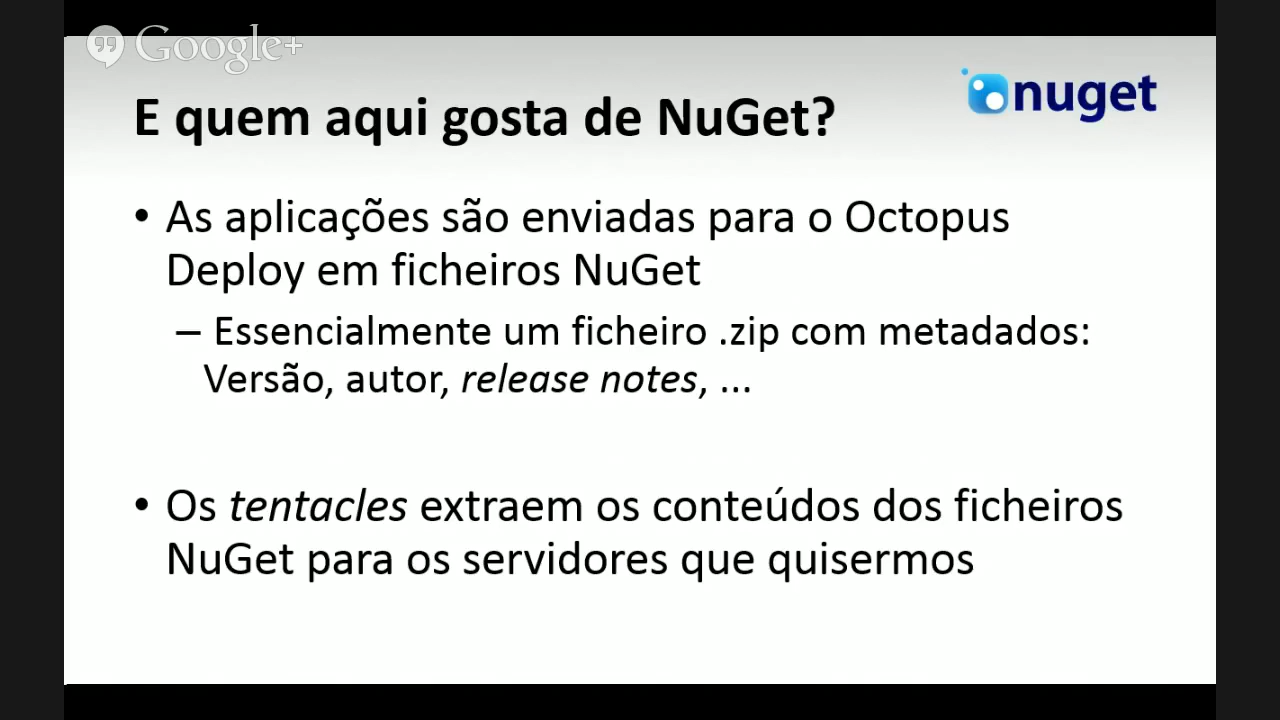 Google+
nuget
E quem aqui gosta de NuGet?
• As aplicações são enviadas para o Octopus
Deploy em ficheiros NuGet
– Essencialmente um ficheiro .zip com metadados:
Versão, autor, release notes, ...
• Os tentacles extraem os conteúdos dos ficheiros
NuGet para os servidores que quisermos